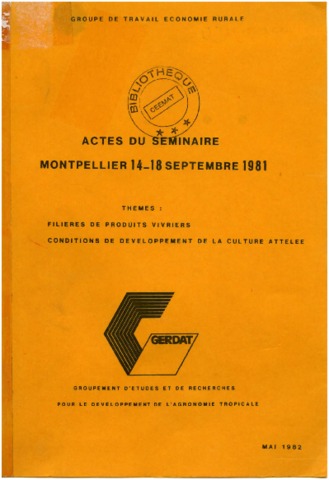 GROUPE DE TRAVAIL ECONOMIE RURALE
BIBLIOTHÈQUE
CEEMAT
ACTES DU SEMINAIRE
MONTPELLIER 14-18 SEPTEMBRE 1981
THEMES :
FILIERES DE PRODUITS VIVRIERS
CONDITIONS DE DEVELOPPEMENT DE LA CULTURE ATTELEE
GERDAT
GROUPEMENT D'ETUDES ET DE RECHERCHES
POUR LE DEVELOPPEMENT DE L'AGRONOMIE TROPICALE
MAI 1982